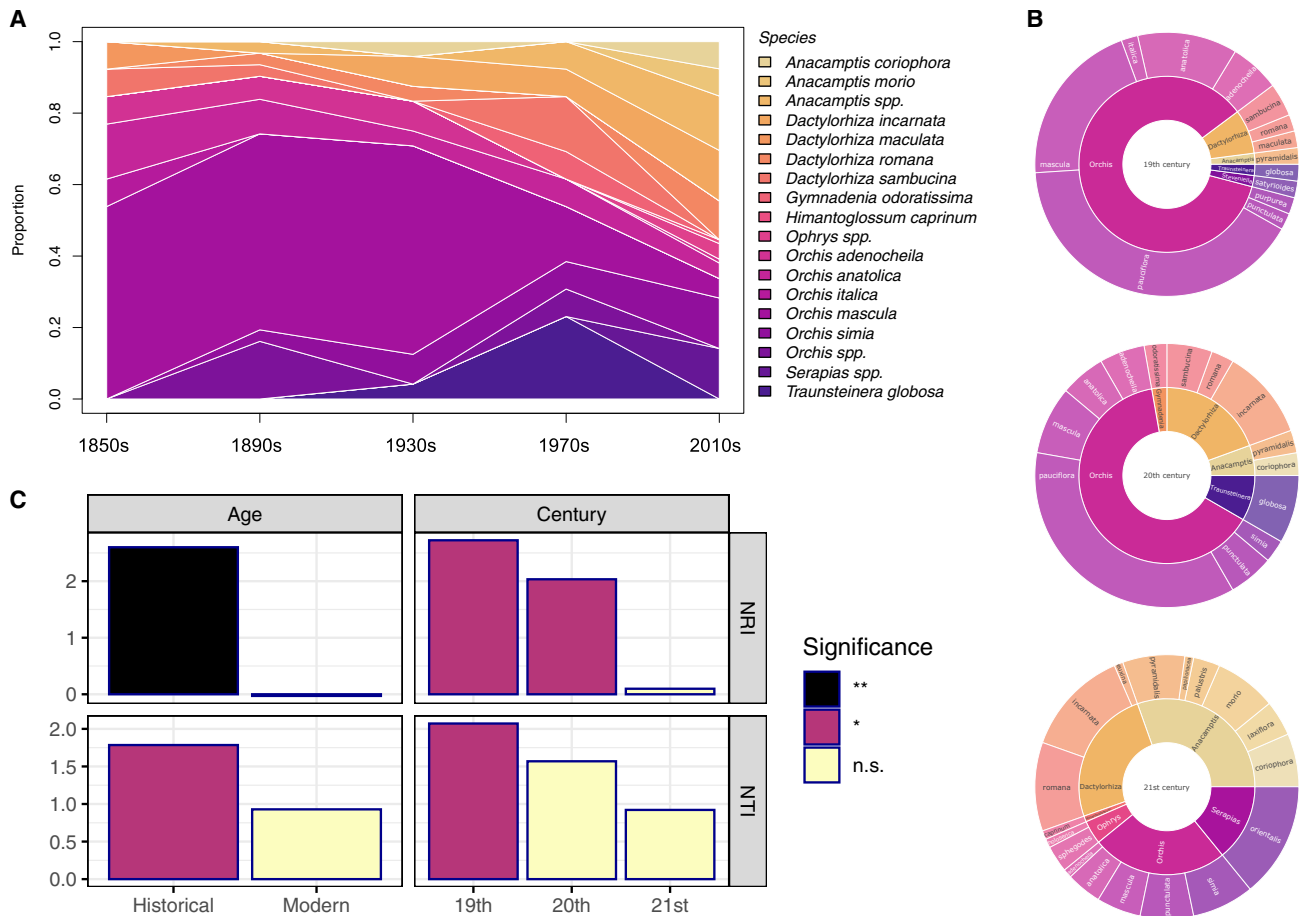 A
Proportion
1.0
0.8
0.6
0.4
0.2
0.0
1850s 1890s 1930s 1970s 2010s
Species
Anacamptis coriophora
Anacamptis morio
Anacamptis spp.
Dactylorhiza incarnata
Dactylorhiza maculata
Dactylorhiza romana
Dactylorhiza sambucina
Gymnadenia odoratissima
Himantoglossum caprinum
Ophrys spp.
Orchis adenocheila
Orchis anatolica
Orchis italica
Orchis mascula
Orchis simia
Orchis spp.
Serapias spp.
Traunsteinera globosa
B
19th century
Orchis
Dactylorhiza
Anacamptis
Traunsteinera
Steveniella
mascula
italica
anatolica
adenocheila
sambucina
romana
maculata
pyramidalis
globosa
satyrioides
purpurea
punctulata
pauciflora
20th century
Orchis
Gymnadenia
Dactylorhiza
Anacamptis
Traunsteinera
pauciflora
mascula
anatolica
adenocheila
odoratissima
sambucina
romana
incarnata
pyramidalis
coriophora
globosa
simia
punctulata
21st century
Dactylorhiza
Anacamptis
Serapias
Orchis
Ophrys
romana
incarnata
pyramidalis
palustris
morio
laxiflora
coriophora
orientalis
simia
punctulata
mascula
anatolica
sphegodes
C
Age Century
NRI
2
1
0
NTI
2.0
1.5
1.0
0.5
0.0
Historical Modern 19th 20th 21st
Significance
**
*
n.s.